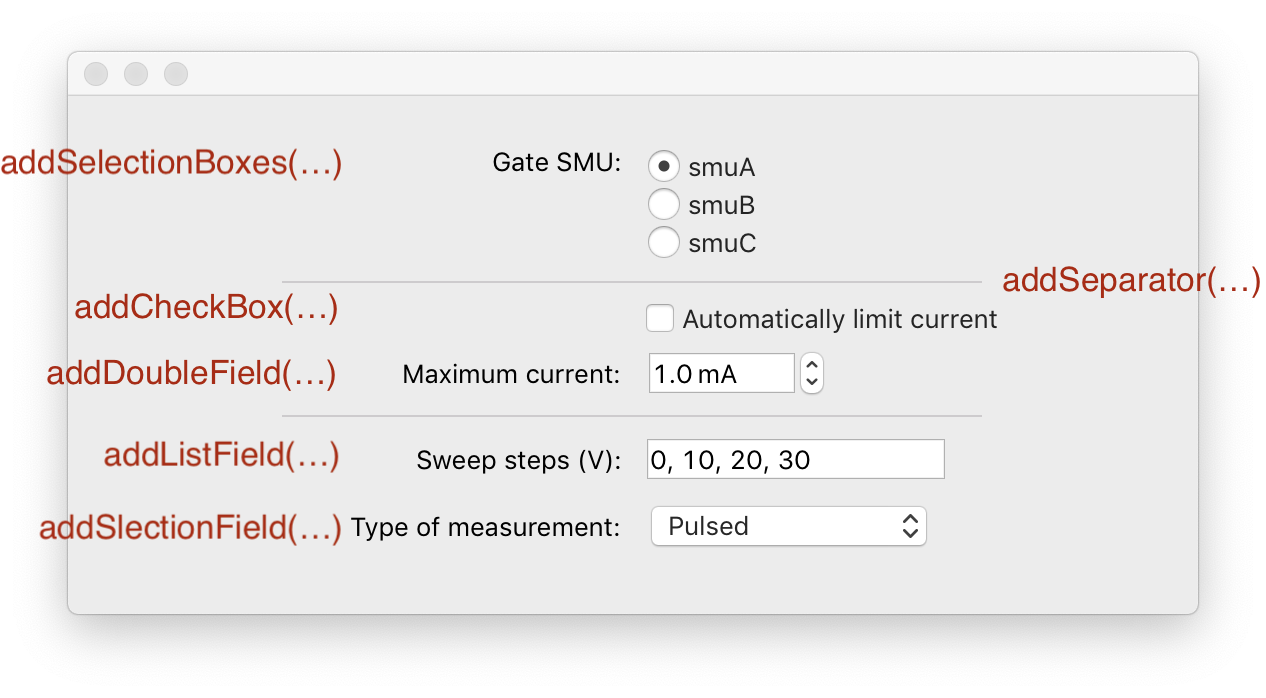 addSelectionBoxes(…) Gate SMU: smuA
smuB
smuC
addSeparator(…)
addCheckBox(…) Automatically limit current
addDoubleField(…) Maximum current: 1.0 mA
addListField(…) Sweep steps (V): 0, 10, 20, 30
addSlectionField(…) Type of measurement: Pulsed